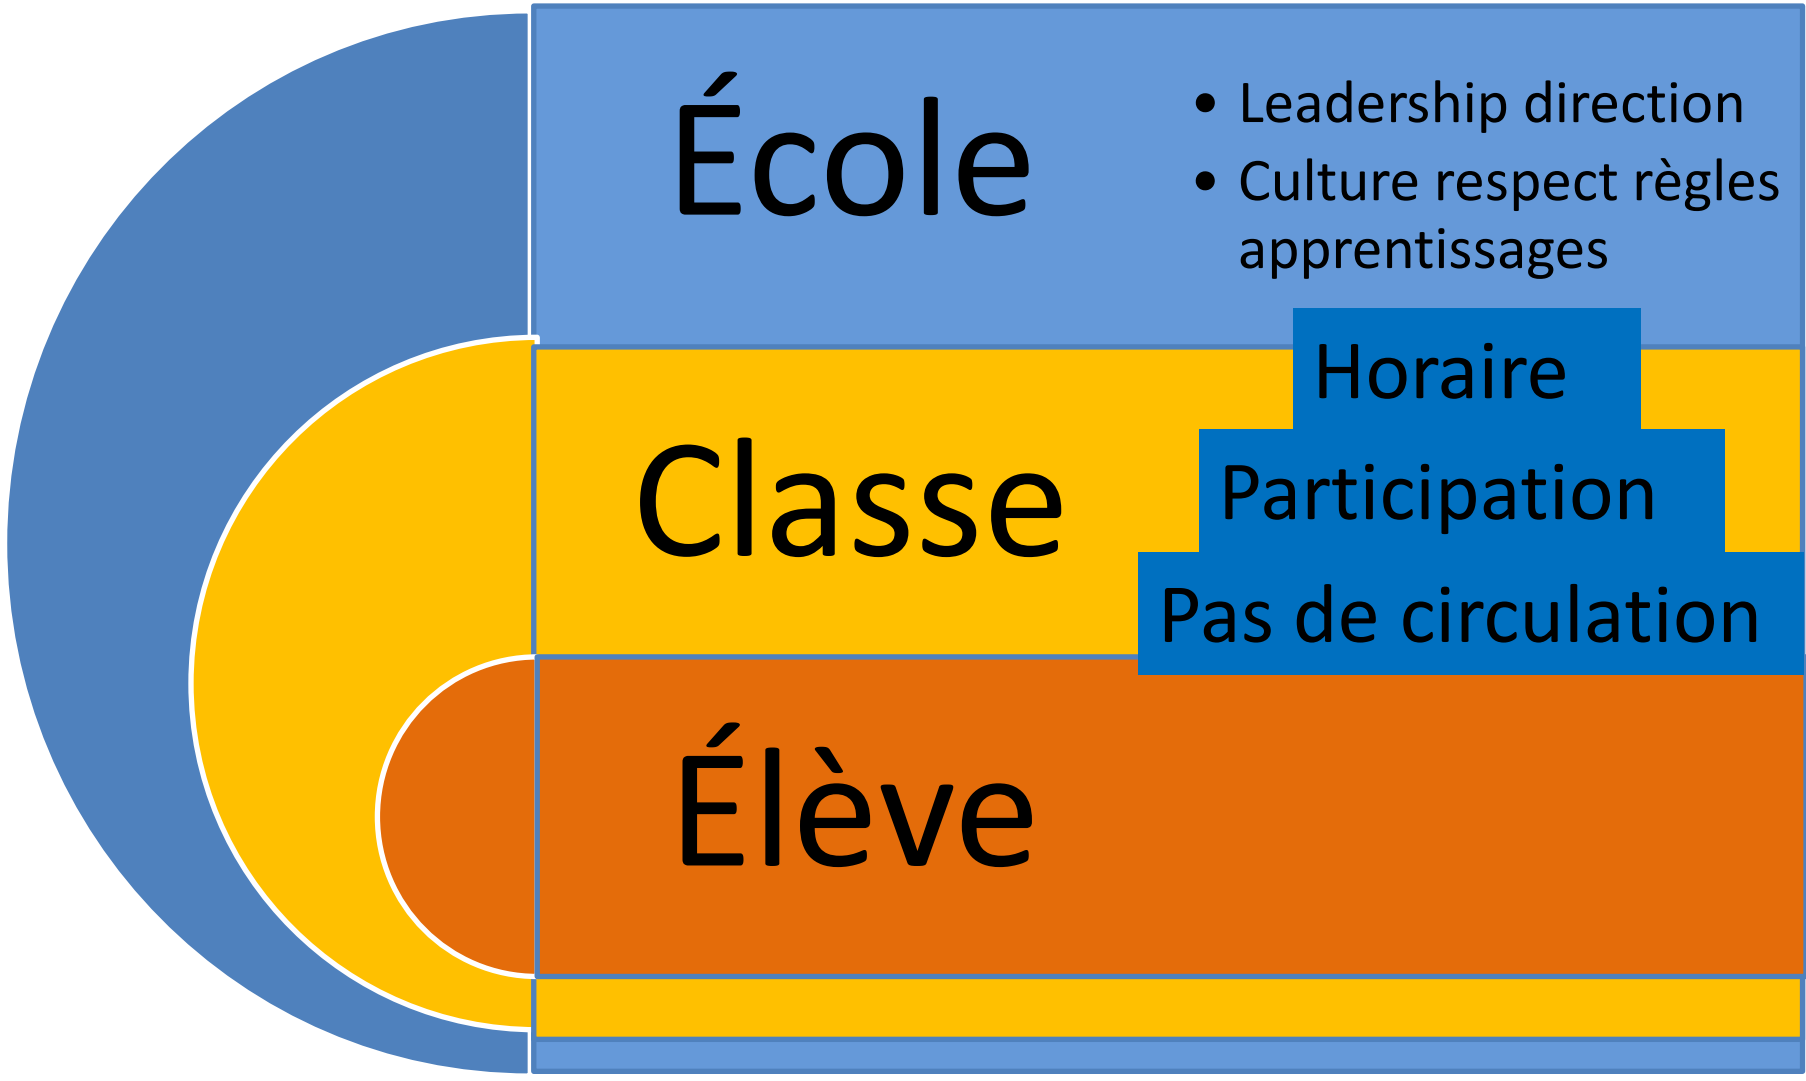 École
• Leadership direction
• Culture respect règles
apprentissages
Classe
Horaire
Participation
Pas de circulation
Élève